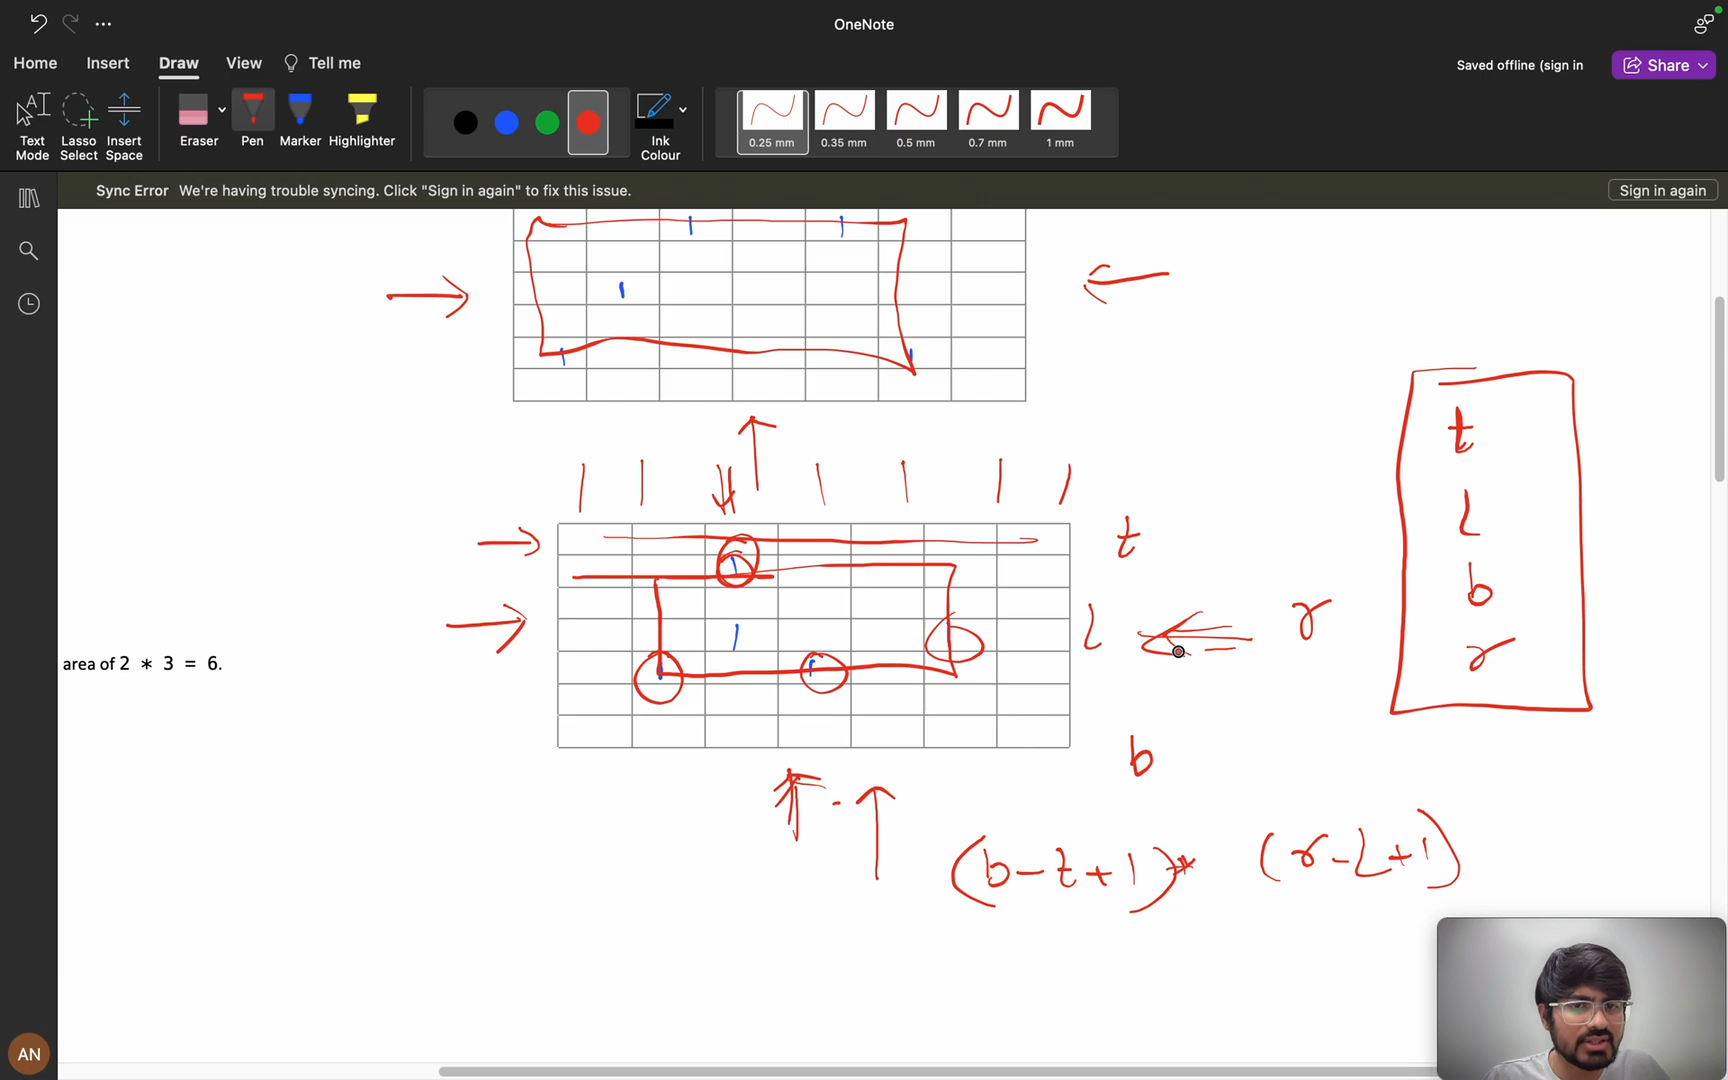 OneNote
Home Insert Draw View Tell me
Saved offline (sign in
Share
Text Mode
Lasso Select
Insert Space
Eraser
Pen
Marker
Highlighter
Ink Colour
0.25 mm
0.35 mm
0.5 mm
0.7 mm
1 mm
Sync Error We're having trouble syncing. Click "Sign in again" to fix this issue.
Sign in again
t
l
b
r
t
l
r
b
area of 2 * 3 = 6.
(b-t+1)* (r-l+1)
AN